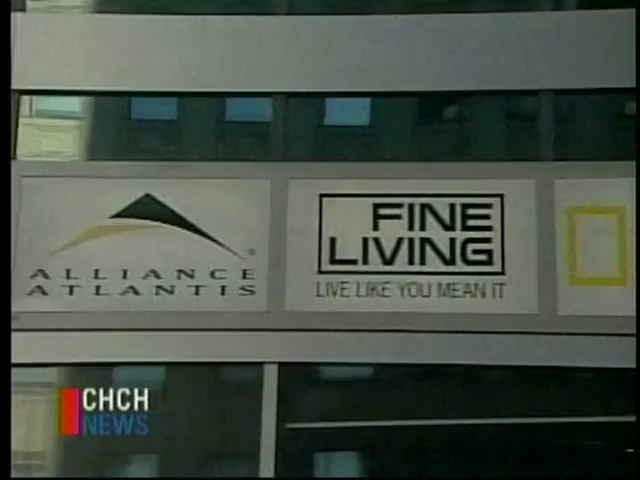 ALLIANCE
ATLANTIS
FINE
LIVING
LIVE LIKE YOU MEAN IT
CHCH
NEWS